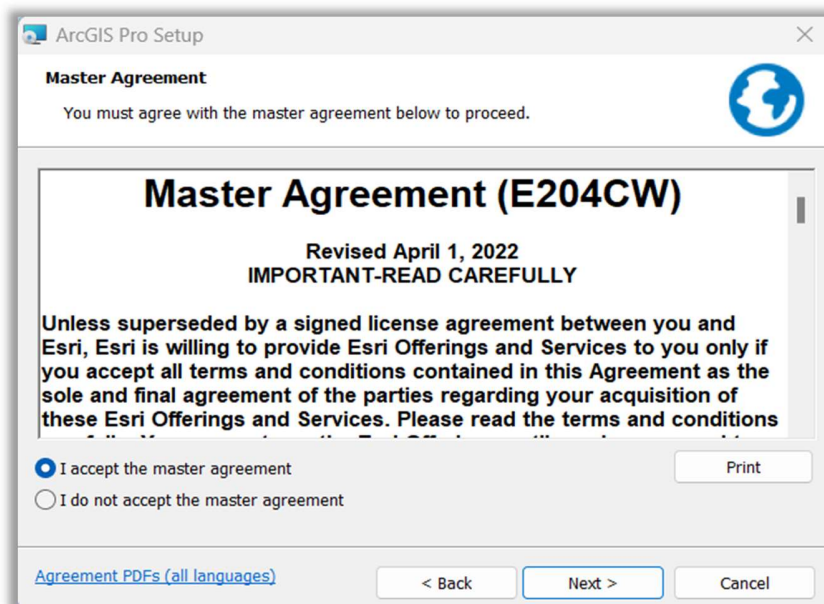 ArcGIS Pro Setup
Master Agreement
You must agree with the master agreement below to proceed.
Master Agreement (E204CW)
Revised April 1, 2022
IMPORTANT-READ CAREFULLY
Unless superseded by a signed license agreement between you and
Esri, Esri is willing to provide Esri Offerings and Services to you only if
you accept all terms and conditions contained in this Agreement as the
sole and final agreement of the parties regarding your acquisition of
these Esri Offerings and Services. Please read the terms and conditions
I accept the master agreement
Print
I do not accept the master agreement
Agreement PDFs (all languages)
< Back
Next >
Cancel